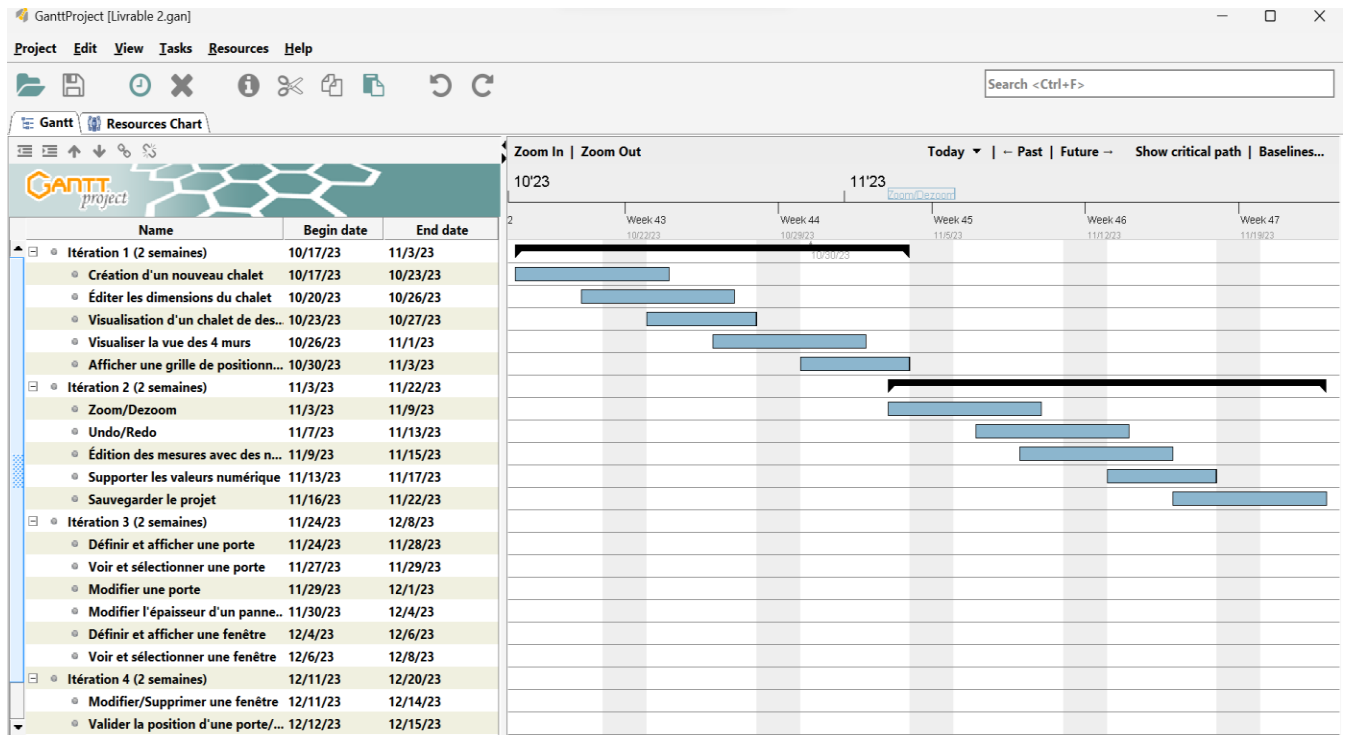 GanttProject [Livrable 2.gan]
Project Edit View Tasks Resources Help
Search <Ctrl+F>
Gantt Resources Chart
Zoom In | Zoom Out Today ▼ | ← Past | Future → Show critical path | Baselines...
GANTT project
10'23 11'23
Zoom/Dezoom
2 Week 43 Week 44 Week 45 Week 46 Week 47
10/22/23 10/29/23 11/5/23 11/12/23 11/19/23
Name Begin date End date
10/30/23
Itération 1 (2 semaines) 10/17/23 11/3/23
Création d'un nouveau chalet 10/17/23 10/23/23
Éditer les dimensions du chalet 10/20/23 10/26/23
Visualisation d'un chalet de des... 10/23/23 10/27/23
Visualiser la vue des 4 murs 10/26/23 11/1/23
Afficher une grille de positionn... 10/30/23 11/3/23
Itération 2 (2 semaines) 11/3/23 11/22/23
Zoom/Dezoom 11/3/23 11/9/23
Undo/Redo 11/7/23 11/13/23
Édition des mesures avec des n... 11/9/23 11/15/23
Supporter les valeurs numérique 11/13/23 11/17/23
Sauvegarder le projet 11/16/23 11/22/23
Itération 3 (2 semaines) 11/24/23 12/8/23
Définir et afficher une porte 11/24/23 11/28/23
Voir et sélectionner une porte 11/27/23 11/29/23
Modifier une porte 11/29/23 12/1/23
Modifier l'épaisseur d'un panne... 11/30/23 12/4/23
Définir et afficher une fenêtre 12/4/23 12/6/23
Voir et sélectionner une fenêtre 12/6/23 12/8/23
Itération 4 (2 semaines) 12/11/23 12/20/23
Modifier/Supprimer une fenêtre 12/11/23 12/14/23
Valider la position d'une porte/... 12/12/23 12/15/23